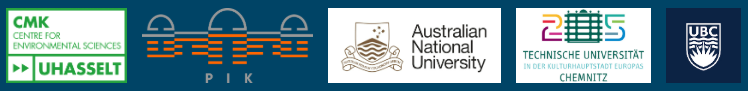 CMK
CENTRE FOR
ENVIRONMENTAL SCIENCES
UHASSELT
PIK
Australian
National
University
TECHNISCHE UNIVERSITÄT
IN DER KULTURHAUPTSTADT EUROPAS
CHEMNITZ
UBC